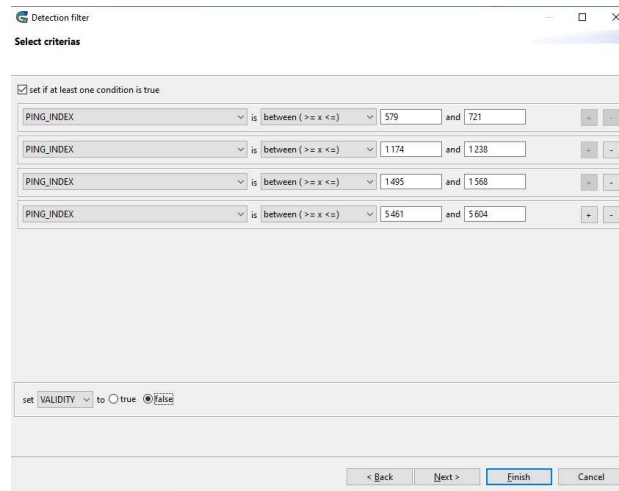 Detection filter
Select criterias
set if at least one condition is true
PING_INDEX is between ( >= x <=) 579 and 721 + -
PING_INDEX is between ( >= x <=) 1 174 and 1 238 + -
PING_INDEX is between ( >= x <=) 1 495 and 1 568 + -
PING_INDEX is between ( >= x <=) 5 461 and 5 604 + -
set VALIDITY to true false
< Back Next > Finish Cancel